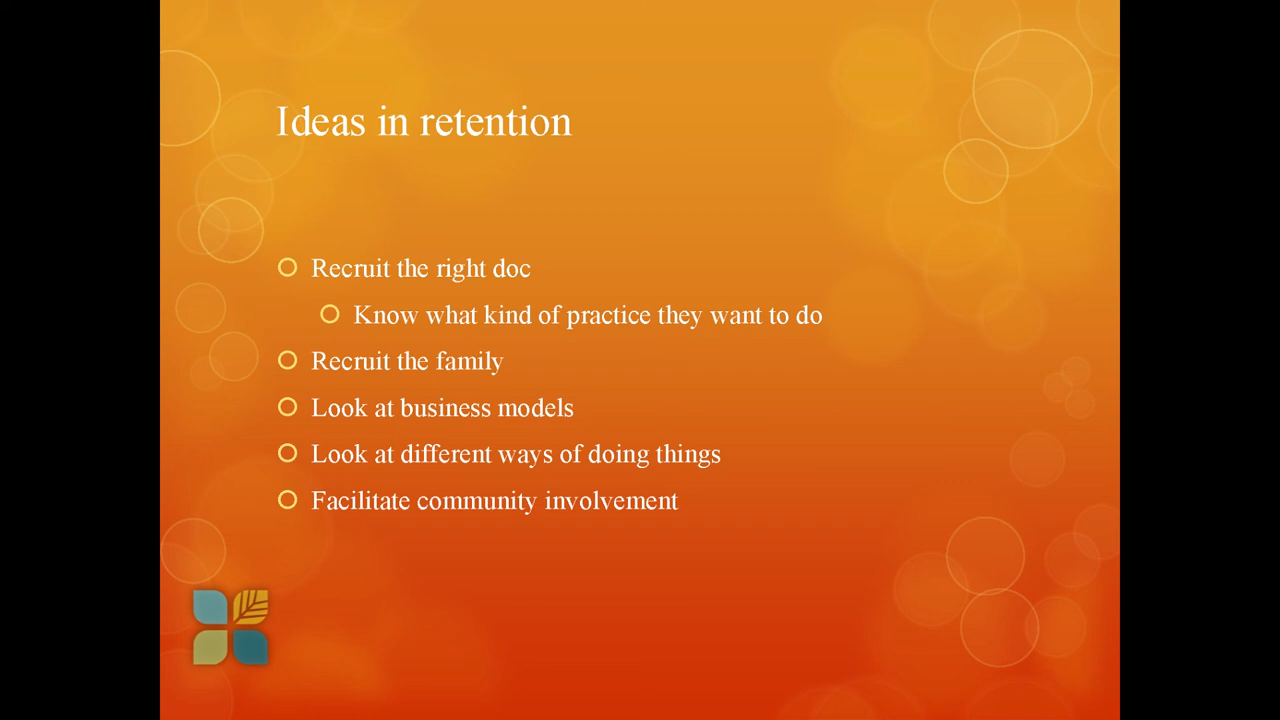 Ideas in retention
Recruit the right doc
Know what kind of practice they want to do
Recruit the family
Look at business models
Look at different ways of doing things
Facilitate community involvement